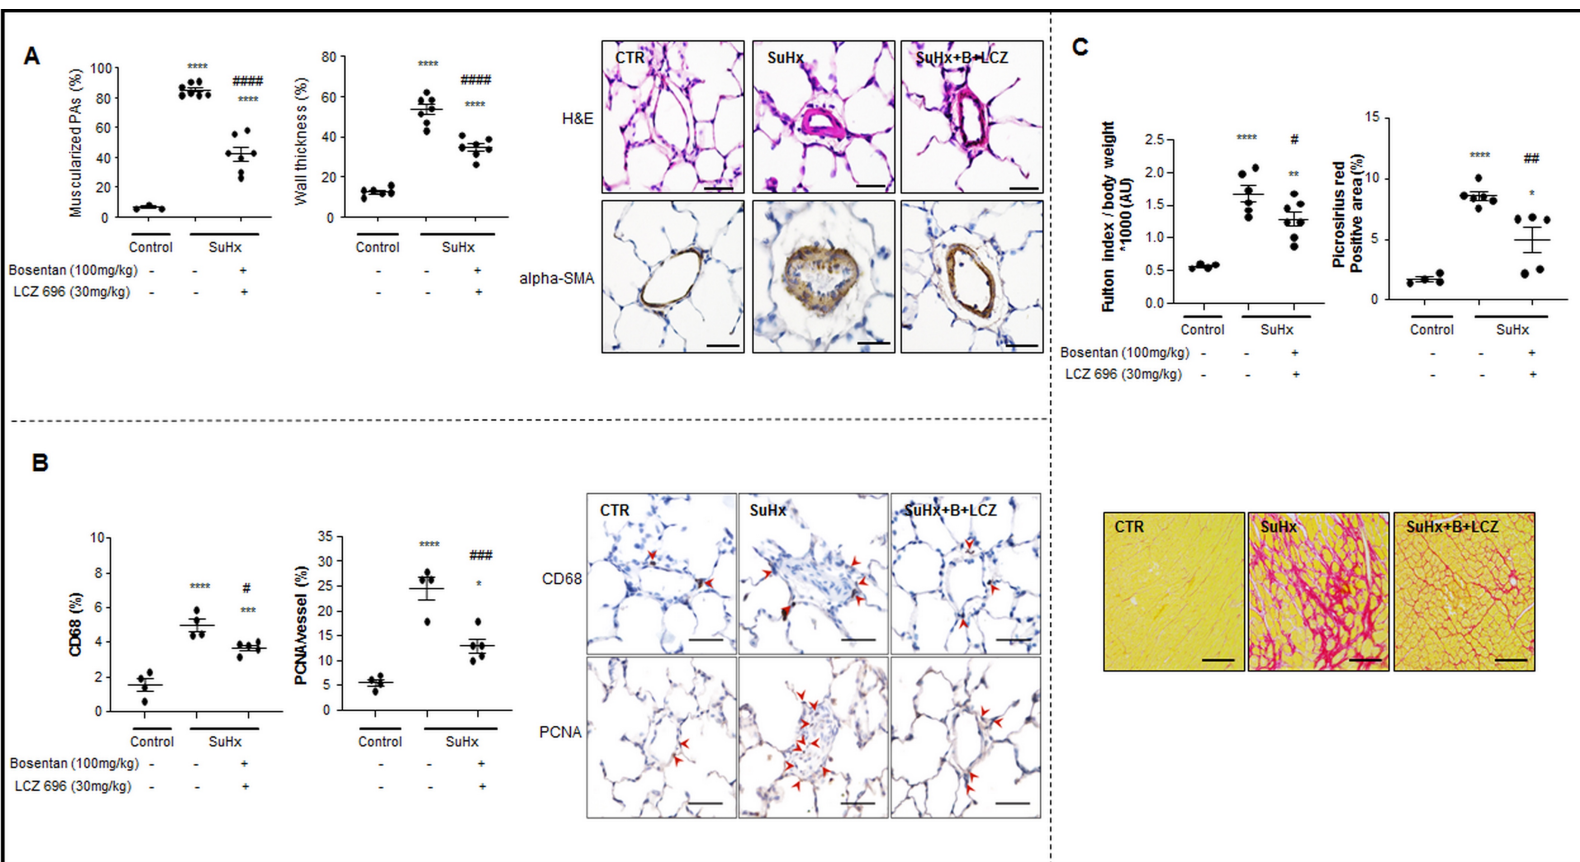 A
Muscularized PAs (%)
100
80
60
40
20
0
****
####
****
Control
SuHx
Wall thickness (%)
80
60
40
20
0
****
####
****
Control
SuHx
Bosentan (100mg/kg) - - + - - +
LCZ 696 (30mg/kg) - - + - - +
CTR
SuHx
SuHx+B+LCZ
H&E
alpha-SMA
B
CD68 (%)
10
8
6
4
2
0
****
#
***
Control
SuHx
PCNA/vessel (%)
35
30
25
20
15
10
5
0
****
###
*
Control
SuHx
Bosentan (100mg/kg) - - + - - +
LCZ 696 (30mg/kg) - - + - - +
CTR
SuHx
SuHx+B+LCZ
CD68
PCNA
C
Fulton index / body weight
*1000 (AU)
2.5
2.0
1.5
1.0
0.5
0.0
****
#
**
Control
SuHx
Picrosirius red
Positive area(%)
15
10
5
0
****
##
*
Control
SuHx
Bosentan (100mg/kg) - - + - - +
LCZ 696 (30mg/kg) - - + - - +
CTR
SuHx
SuHx+B+LCZ